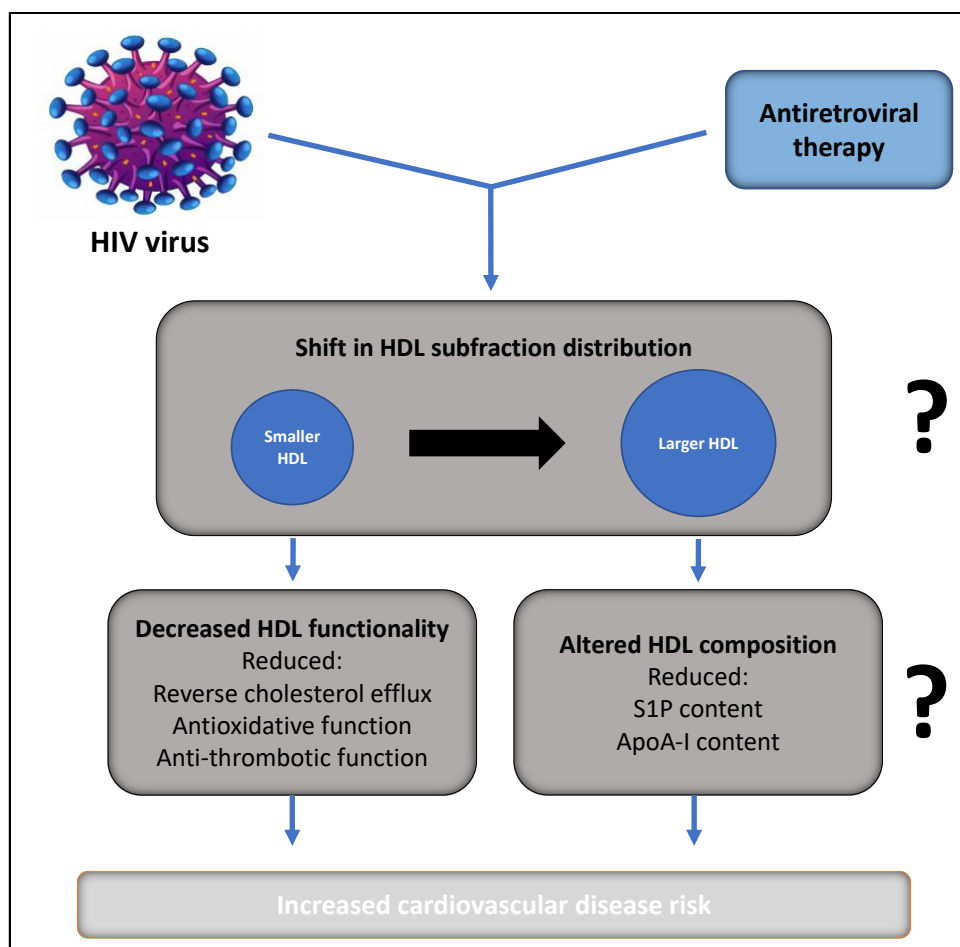 Antiretroviral
therapy
HIV virus
Shift in HDL subfraction distribution
Smaller
HDL
Larger HDL
?
Decreased HDL functionality
Reduced:
Reverse cholesterol efflux
Antioxidative function
Anti-thrombotic function
Altered HDL composition
Reduced:
S1P content
ApoA-I content
?
Increased cardiovascular disease risk